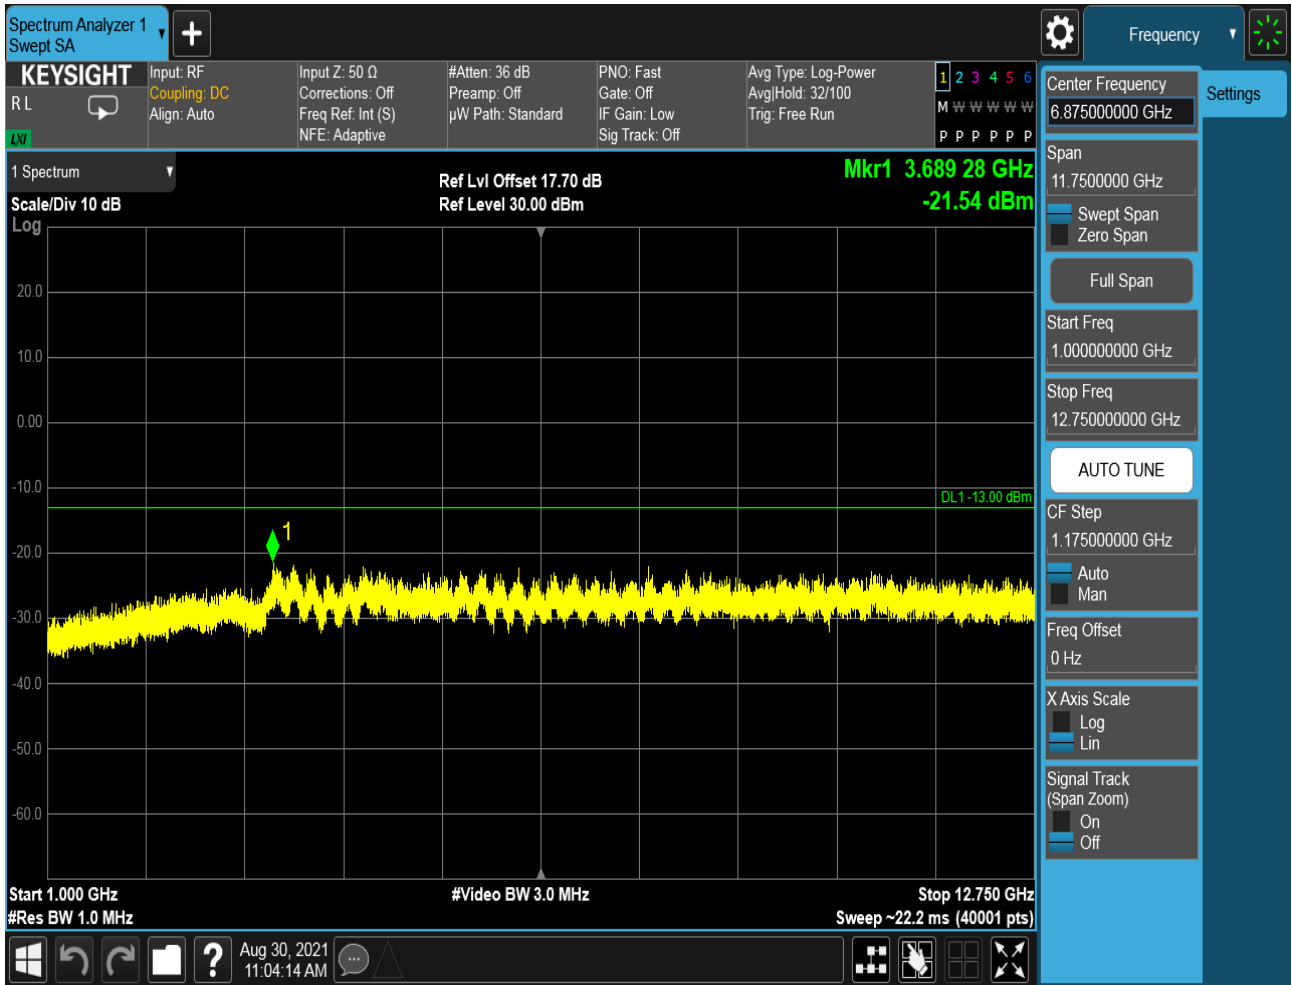 Spectrum Analyzer 1
Swept SA
+
Frequency
KEYSIGHT
R L
LXI
Input: RF
Coupling: DC
Align: Auto
Input Z: 50 Ω
Corrections: Off
Freq Ref: Int (S)
NFE: Adaptive
#Atten: 36 dB
Preamp: Off
µW Path: Standard
PNO: Fast
Gate: Off
IF Gain: Low
Sig Track: Off
Avg Type: Log-Power
Avg|Hold: 32/100
Trig: Free Run
1 2 3 4 5 6
M W W W W W
P P P P P P
1 Spectrum
Scale/Div 10 dB
Log
Ref Lvl Offset 17.70 dB
Ref Level 30.00 dBm
Mkr1 3.689 28 GHz
-21.54 dBm
20.0
10.0
0.00
-10.0
-20.0
-30.0
-40.0
-50.0
-60.0
DL1 -13.00 dBm
1
Start 1.000 GHz
#Res BW 1.0 MHz
#Video BW 3.0 MHz
Stop 12.750 GHz
Sweep ~22.2 ms (40001 pts)
Center Frequency
6.875000000 GHz
Settings
Span
11.7500000 GHz
Swept Span
Zero Span
Full Span
Start Freq
1.000000000 GHz
Stop Freq
12.750000000 GHz
AUTO TUNE
CF Step
1.175000000 GHz
Auto
Man
Freq Offset
0 Hz
X Axis Scale
Log
Lin
Signal Track
(Span Zoom)
On
Off
?
Aug 30, 2021
11:04:14 AM